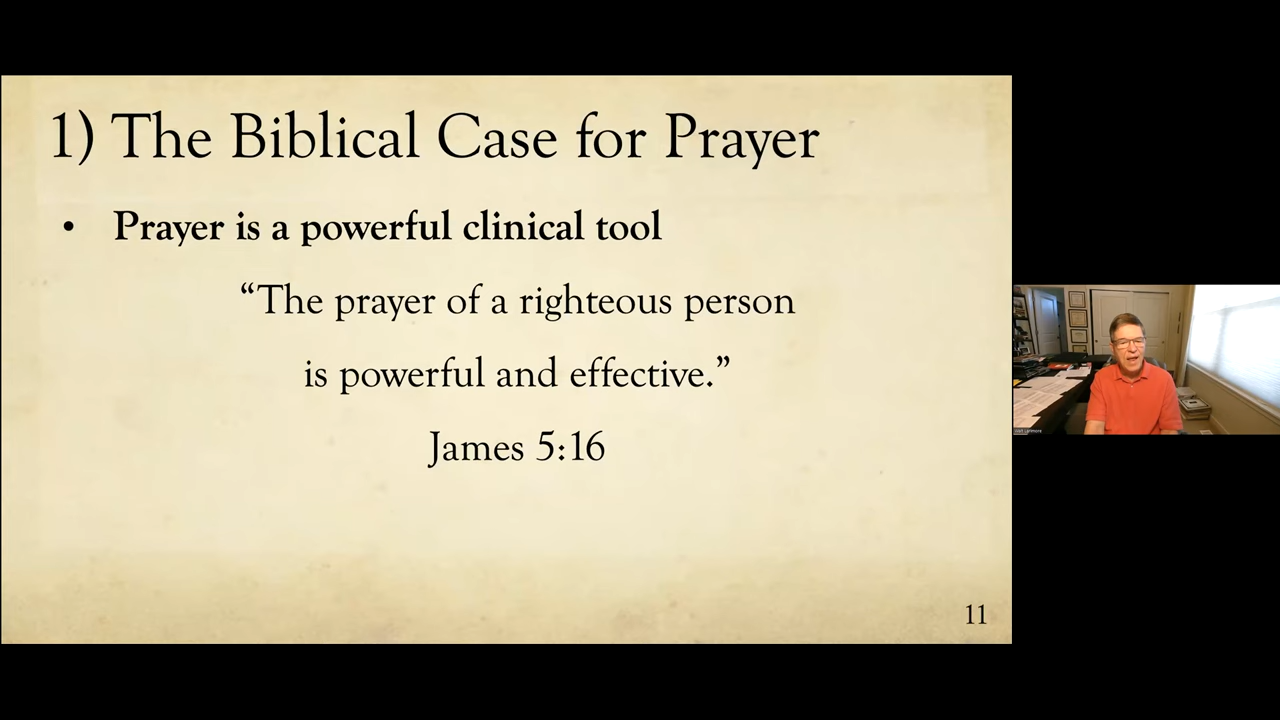 1) The Biblical Case for Prayer
• Prayer is a powerful clinical tool
“The prayer of a righteous person
is powerful and effective.”
James 5:16
11